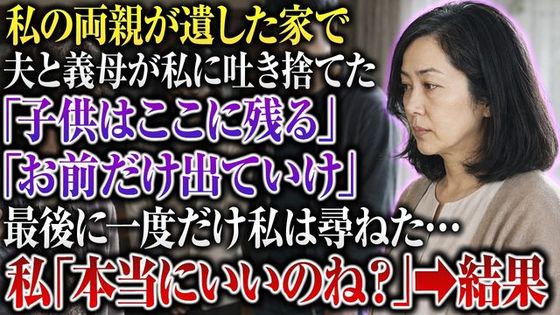 私の両親が遺した家で
夫と義母が私に吐き捨てた
「子供はここに残る」
「お前だけ出ていけ」
最後に一度だけ私は尋ねた…
私「本当にいいのね?」➡結果